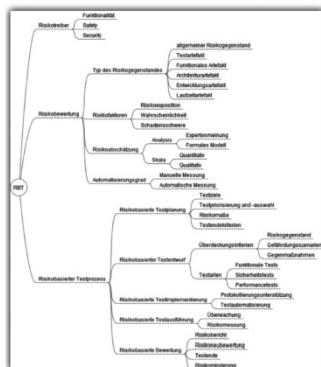 RBT
Risikotreiber
Funktionalität
Safety
Security
Risikobewertung
Typ des Risikogegenstandes
allgemeiner Risikogegenstand
Testartefakt
Funktionales Artefakt
Architekturartefakt
Entwicklungsartefakt
Laufzeitartefakt
Risikofaktoren
Risikoexposition
Wahrscheinlichkeit
Schadensschwere
Risikoabschätzung
Analysis
Expertenmeinung
Formales Modell
Skala
Quantitativ
Qualitativ
Automatisierungsgrad
Manuelle Messung
Automatische Messung
Risikobasierter Testprozess
Risikobasierte Testplanung
Testziele
Testpriorisierung und -auswahl
Risikomaße
Testendekriterien
Risikobasierter Testentwurf
Überdeckungskriterien
Risikogegenstand
Gefährdungsszenarien
Gegenmaßnahmen
Testarten
Funktionale Tests
Sicherheitstests
Performancetests
Risikobasierte Testimplementierung
Protokollierungsunterstützung
Testautomatisierung
Risikobasierte Testausführung
Überwachung
Risikomessung
Risikobasierte Bewertung
Risikobericht
Risikoneubewertung
Testende
Risikominderung